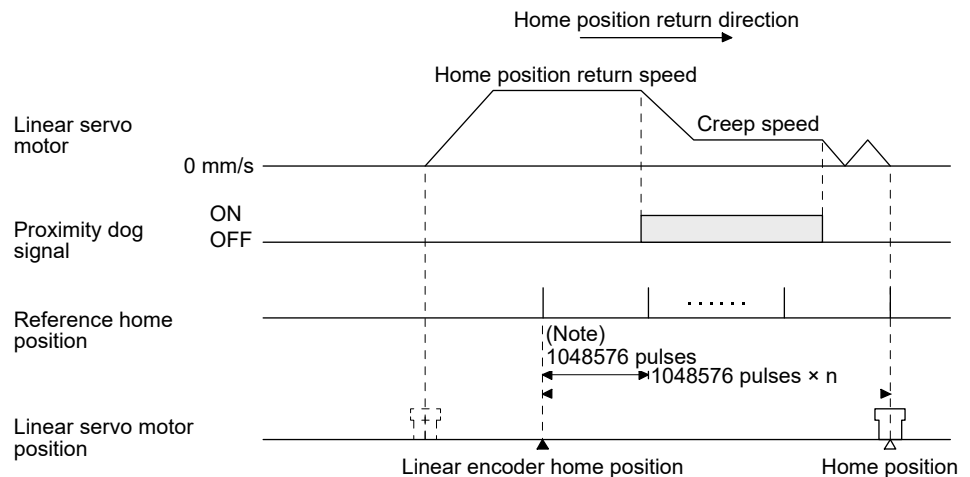 Home position return direction
Home position return speed
Creep speed
Linear servo
motor
0 mm/s
ON
OFF
Proximity dog
signal
Reference home
position
......
(Note)
1048576 pulses
1048576 pulses × n
Linear servo motor
position
Linear encoder home position
Home position